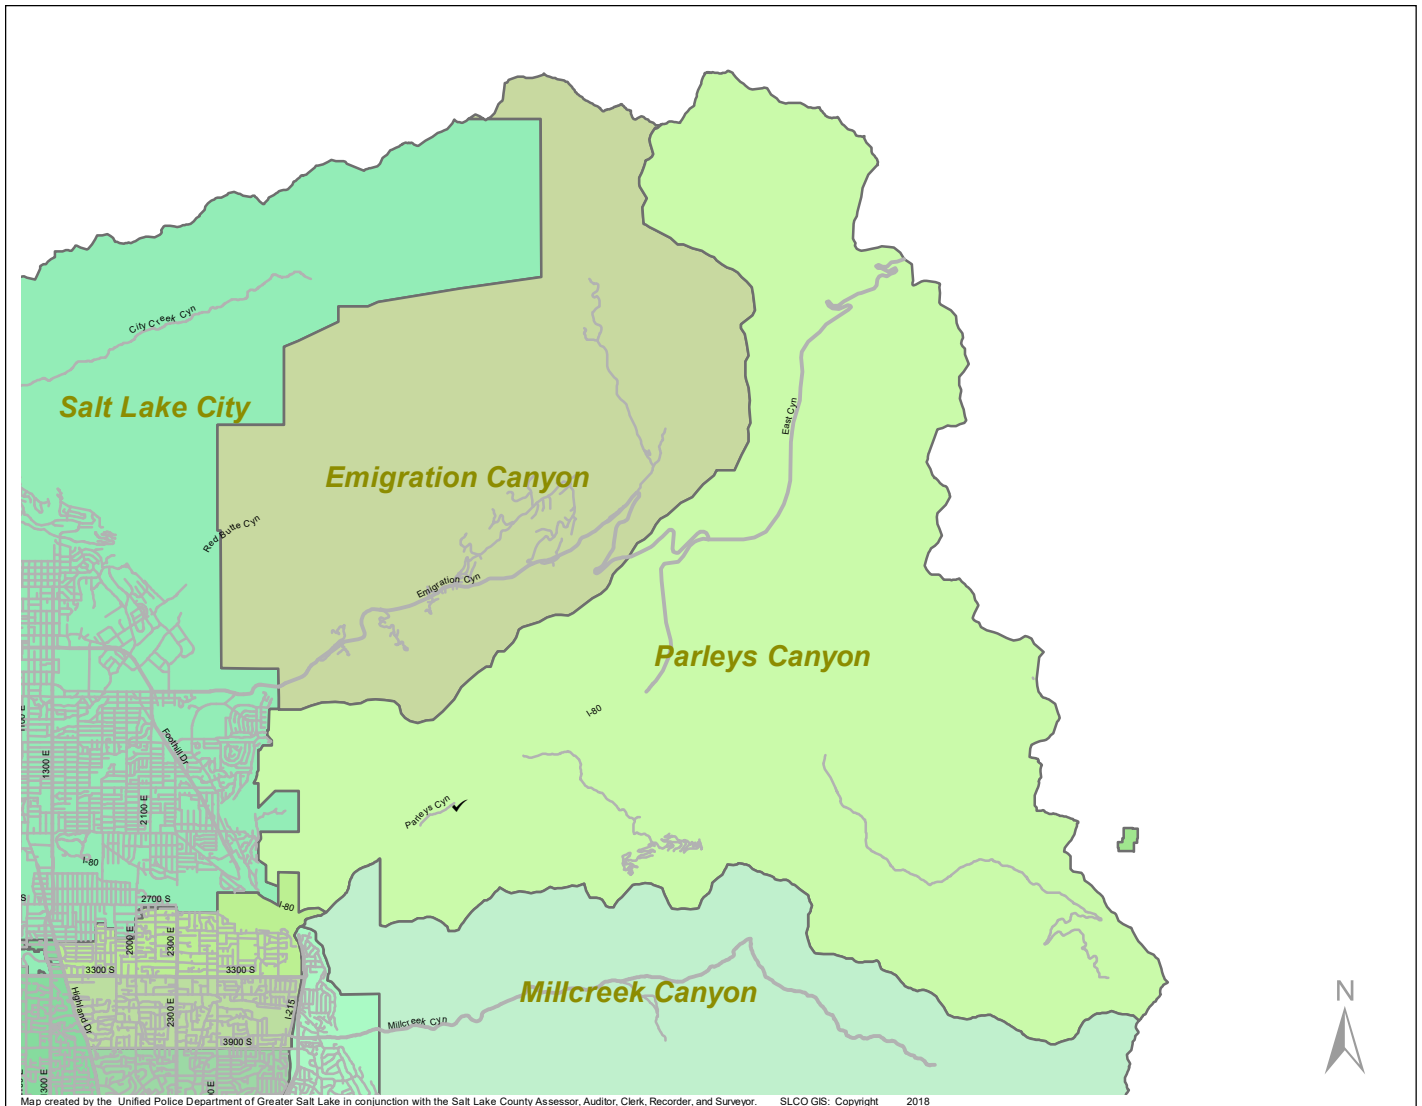 City Creek Cyn
Salt Lake City
East Cyn
Emigration Canyon
Red Butte Cyn
Emigration Cyn
Parleys Canyon
I-80
Foothill Dr
1300 E
2100 E
Parleys Cyn
I-80
2700 S
I-80
S
2000 E
2300 E
3300 S
3300 S
Millcreek Canyon
N
Highland Dr
2300 E
I-215
Millcreek Cyn
3900 S
Map created by the Unified Police Department of Greater Salt Lake in conjunction with the Salt Lake County Assessor, Auditor, Clerk, Recorder, and Surveyor. SLCO GIS: Copyright 2018